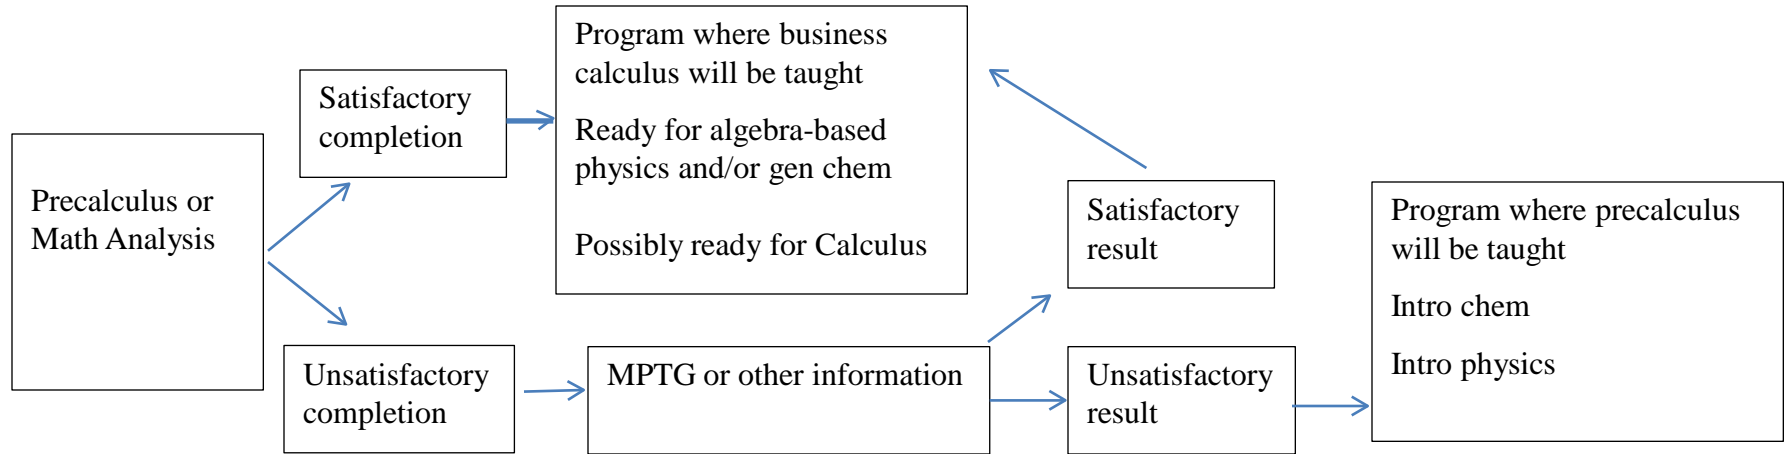 Precalculus or
Math Analysis
Satisfactory
completion
Program where business
calculus will be taught
Ready for algebra-based
physics and/or gen chem
Possibly ready for Calculus
Unsatisfactory
completion
MPTG or other information
Satisfactory
result
Unsatisfactory
result
Program where precalculus
will be taught
Intro chem
Intro physics